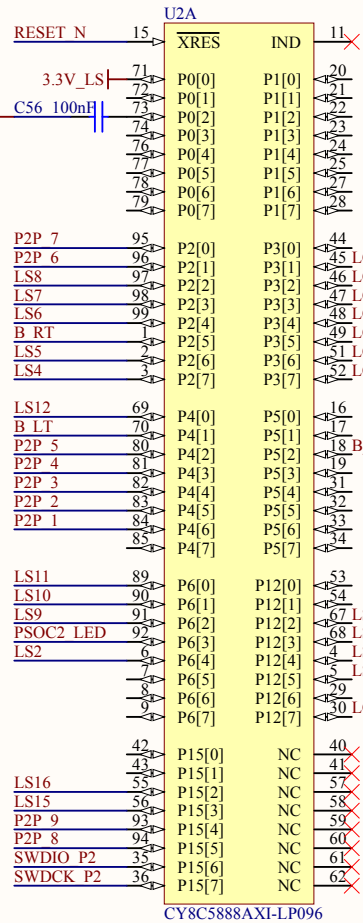 U2A
RESET_N 15 XRES IND 11
3.3V_LS 71 P0[0] P1[0] 20
72 P0[1] P1[1] 21
C56 100nF 73 P0[2] P1[2] 22
74 P0[3] P1[3] 23
76 P0[4] P1[4] 24
77 P0[5] P1[5] 25
78 P0[6] P1[6] 27
79 P0[7] P1[7] 28
P2P_7 95 P2[0] P3[0] 44
P2P_6 96 P2[1] P3[1] 45 L
LS8 97 P2[2] P3[2] 46 L
LS7 98 P2[3] P3[3] 47 L
LS6 99 P2[4] P3[4] 48 L
B_RT 1 P2[5] P3[5] 49 L
LS5 2 P2[6] P3[6] 51 L
LS4 3 P2[7] P3[7] 52 L
LS12 69 P4[0] P5[0] 16
B_LT 70 P4[1] P5[1] 17
P2P_5 80 P4[2] P5[2] 18 B
P2P_4 81 P4[3] P5[3] 19
P2P_3 82 P4[4] P5[4] 31
P2P_2 83 P4[5] P5[5] 32
P2P_1 84 P4[6] P5[6] 33
85 P4[7] P5[7] 34
LS11 89 P6[0] P12[0] 53
LS10 90 P6[1] P12[1] 54
LS9 91 P6[2] P12[2] 67 L
PSOC2_LED 92 P6[3] P12[3] 68 L
LS2 6 P6[4] P12[4] 4 L
7 P6[5] P12[5] 5 L
8 P6[6] P12[6] 29
9 P6[7] P12[7] 30 L
42 P15[0] NC 40
43 P15[1] NC 41
LS16 55 P15[2] NC 57
LS15 56 P15[3] NC 58
P2P_9 93 P15[4] NC 59
P2P_8 94 P15[5] NC 60
SWDIO_P2 35 P15[6] NC 61
SWDCK_P2 36 P15[7] NC 62
CY8C5888AXI-LP096